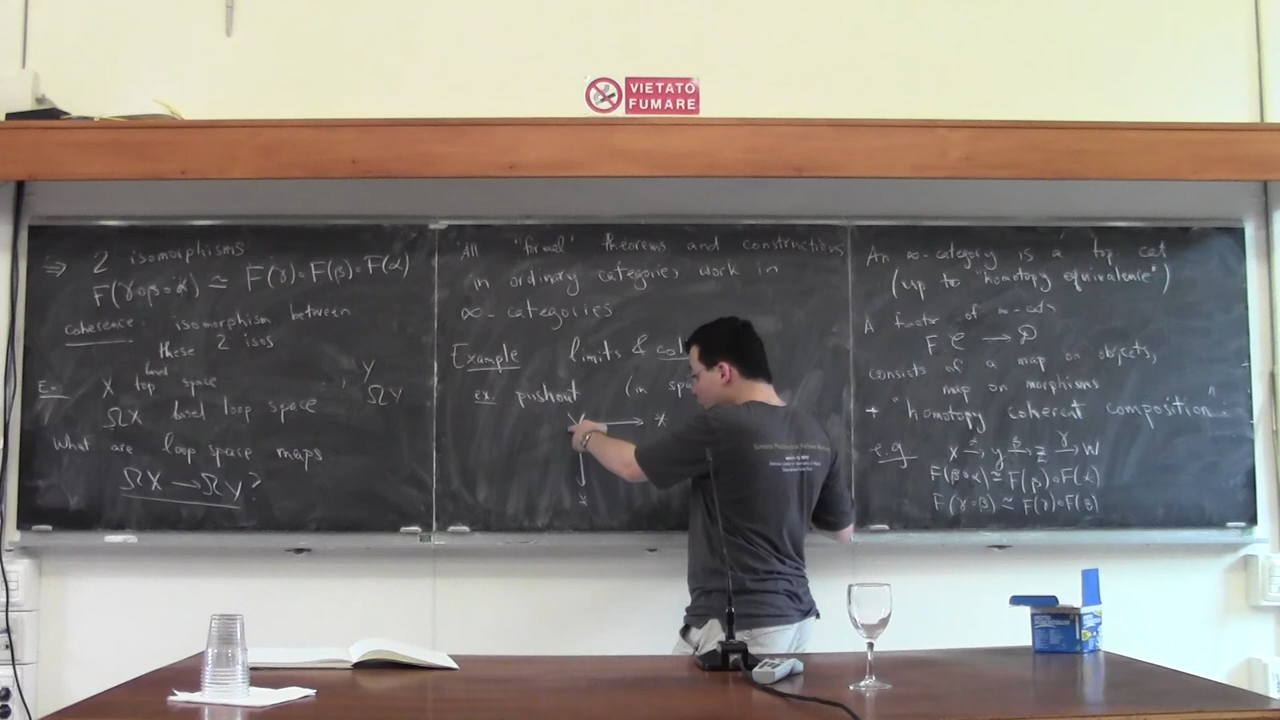 VIETATO
FUMARE
⇒ 2 isomorphisms
F(γ∘β∘α) ≃ F(γ)∘F(β)∘F(α)
coherence: isomorphism between
these 2 isos
Ex: X top space, Y
ΩX based loop space ΩY
What are loop space maps
ΩX → ΩY?
All "formal" theorems and constructions
in ordinary categories work in
∞-categories
Example limits &
ex. pushout (in
→ *
*
An ∞-category is a top. cat
(up to "homotopy equivalence")
A functor of ∞-cats
F: C → D
consists of a map on objects,
map on morphisms
+ "homotopy coherent composition"
e.g. X →α Y →β Z →γ W
F(β∘α) ≃ F(β)∘F(α)
F(γ∘β) ≃ F(γ)∘F(β)